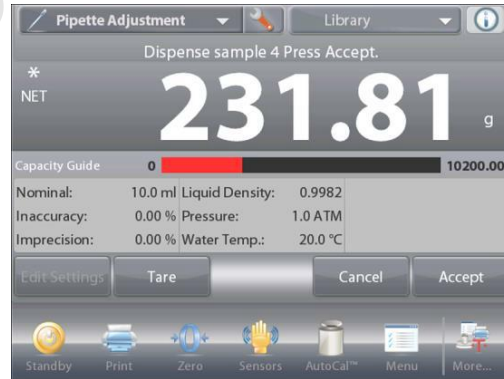 Pipette Adjustment Library
Dispense sample 4 Press Accept.
*
NET
231.81 g
Capacity Guide 0 10200.00
Nominal: 10.0 ml Liquid Density: 0.9982
Inaccuracy: 0.00 % Pressure: 1.0 ATM
Imprecision: 0.00 % Water Temp.: 20.0 °C
Edit Settings Tare Cancel Accept
Standby Print Zero Sensors AutoCal™ Menu More...